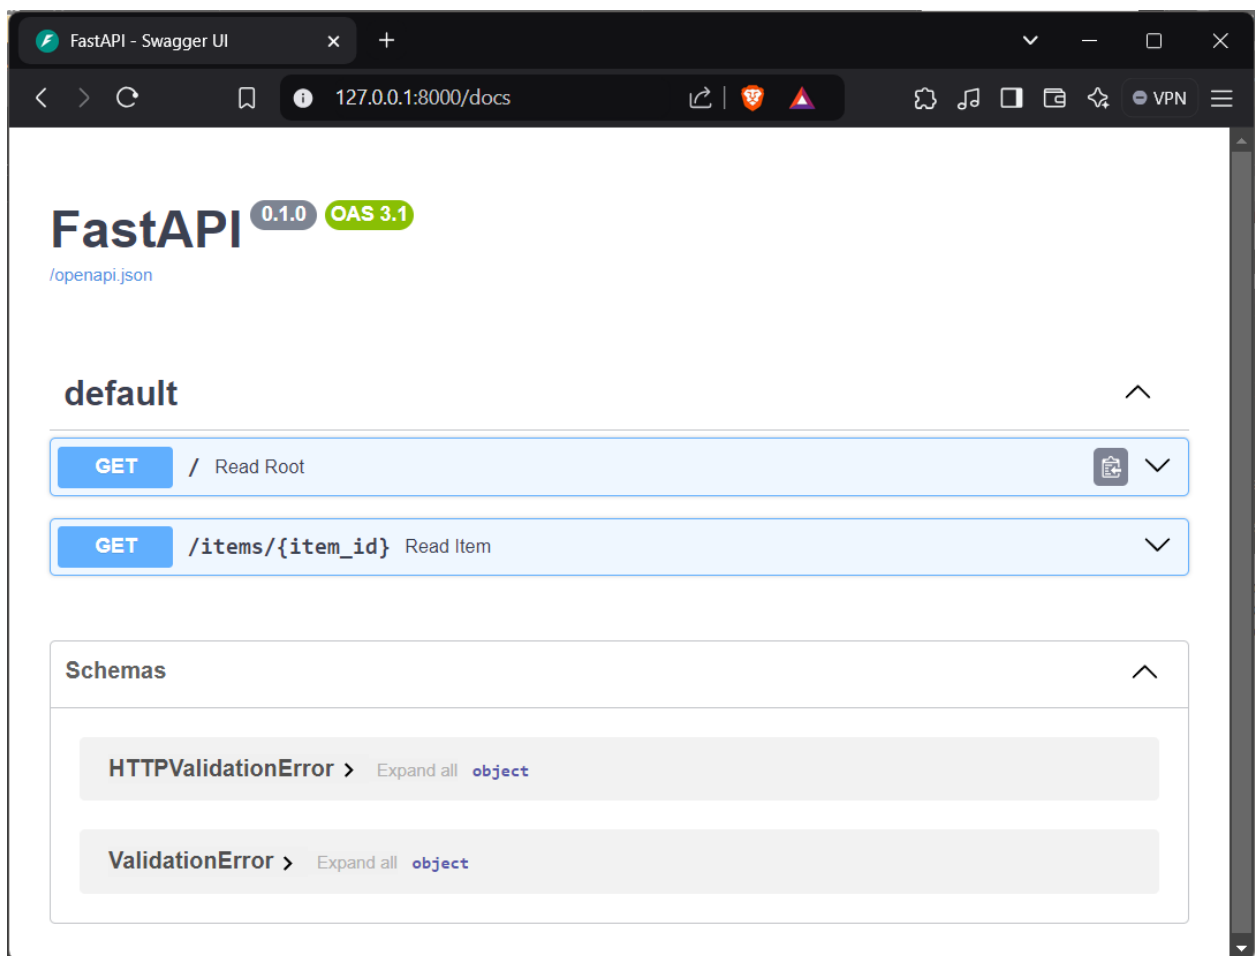 FastAPI - Swagger UI
127.0.0.1:8000/docs
VPN
FastAPI 0.1.0 OAS 3.1
/openapi.json
default
GET / Read Root
GET /items/{item_id} Read Item
Schemas
HTTPValidationError Expand all object
ValidationError Expand all object